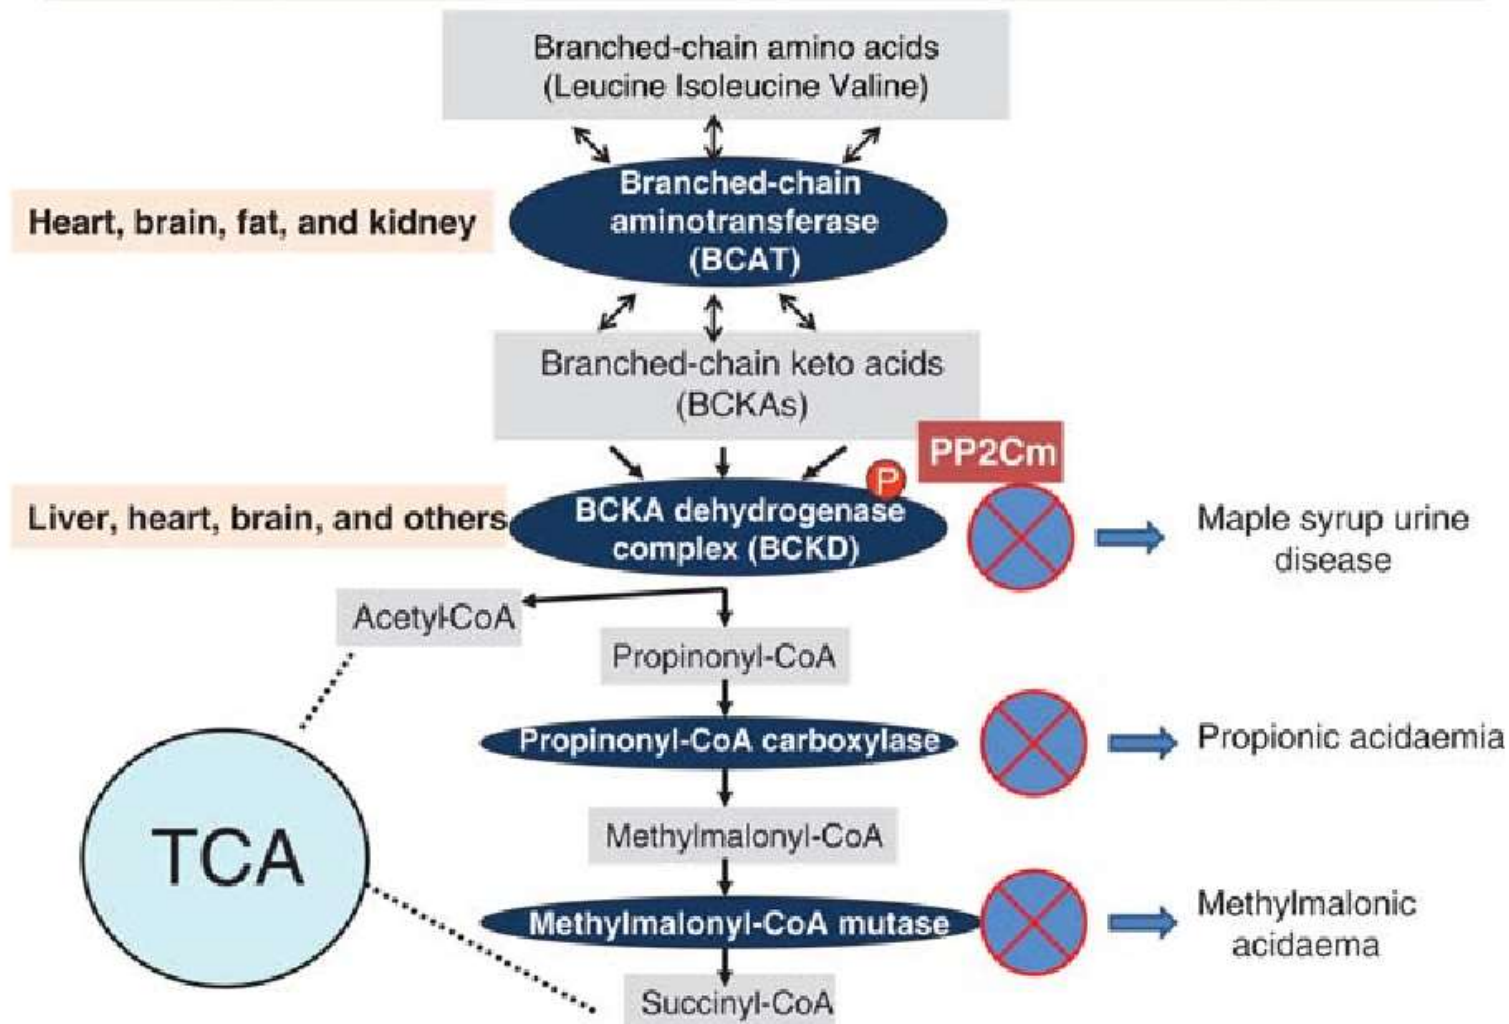 Branched-chain amino acids
(Leucine Isoleucine Valine)
Branched-chain
aminotransferase
(BCAT)
Heart, brain, fat, and kidney
Branched-chain keto acids
(BCKAs)
PP2Cm
P
BCKA dehydrogenase
complex (BCKD)
Liver, heart, brain, and others
Maple syrup urine
disease
Acetyl-CoA
Propinonyl-CoA
Propinonyl-CoA carboxylase
Propionic acidaemia
TCA
Methylmalonyl-CoA
Methylmalonyl-CoA mutase
Methylmalonic
acidaema
Succinyl-CoA